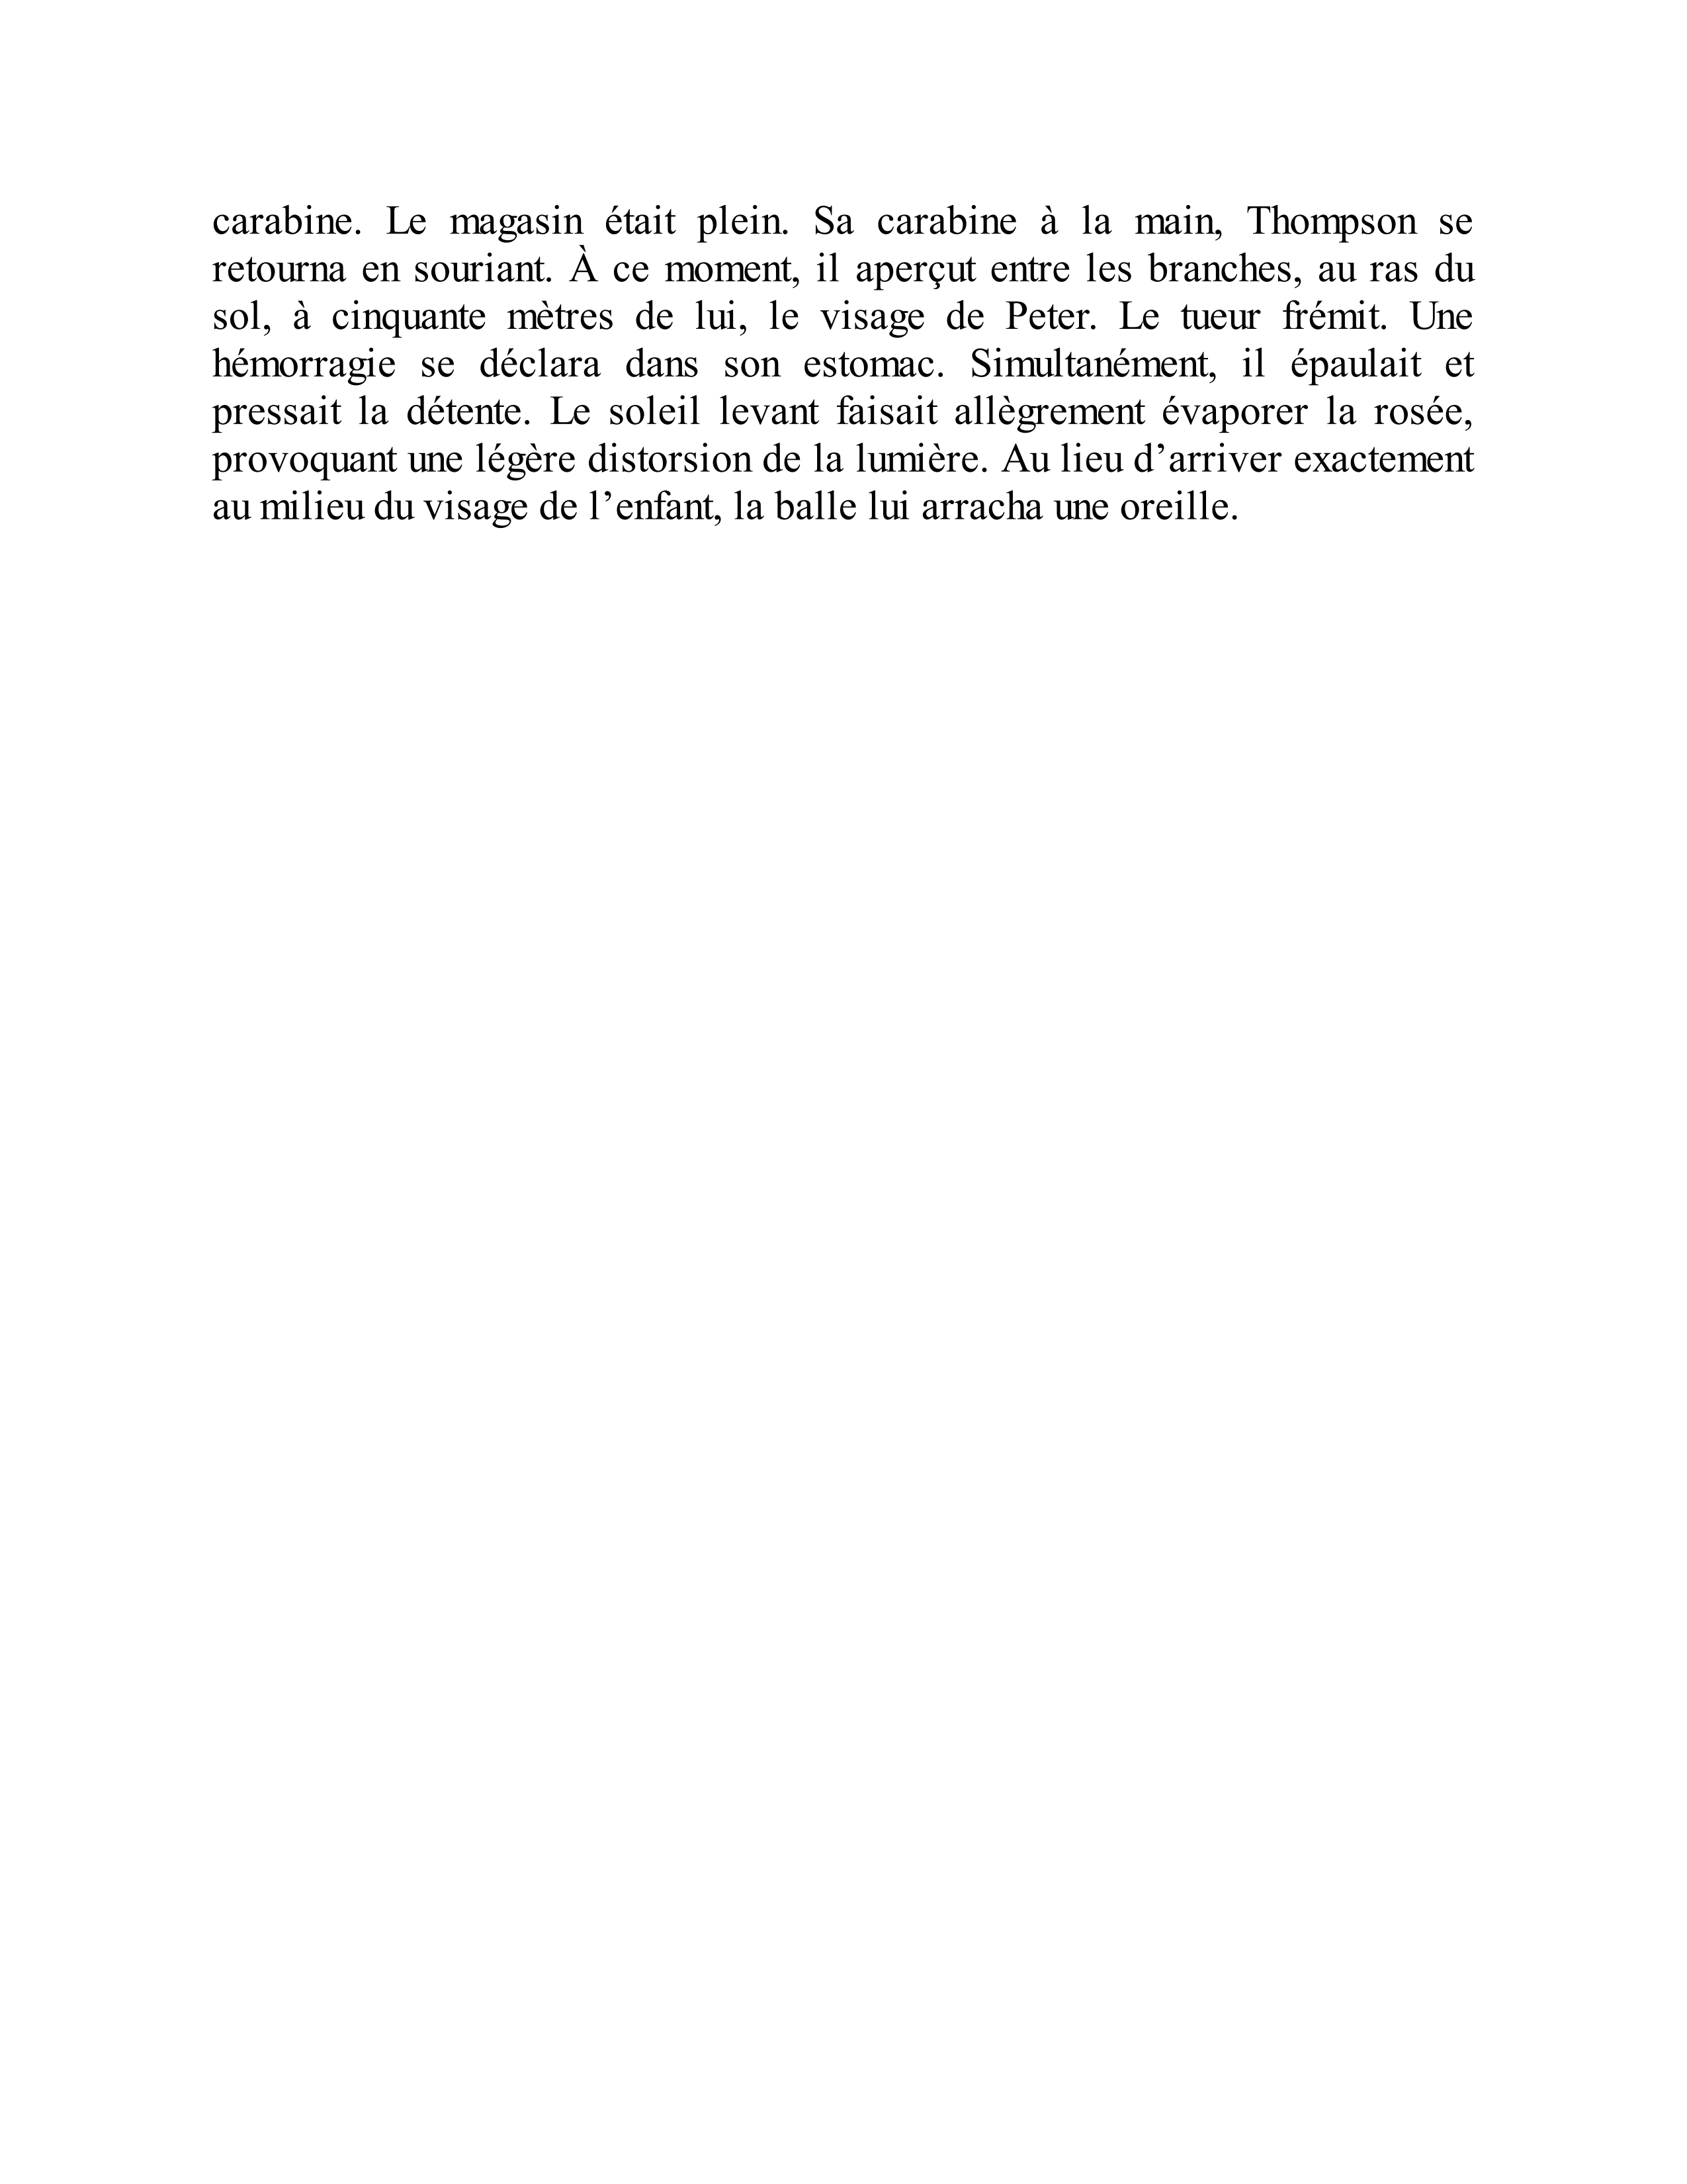 carabine. Le magasin était plein. Sa carabine à la main, Thompson se
retourna en souriant. À ce moment, il aperçut entre les branches, au ras du
sol, à cinquante mètres de lui, le visage de Peter. Le tueur frémit. Une
hémorragie se déclara dans son estomac. Simultanément, il épaulait et
pressait la détente. Le soleil levant faisait allègrement évaporer la rosée,
provoquant une légère distorsion de la lumière. Au lieu d’arriver exactement
au milieu du visage de l’enfant, la balle lui arracha une oreille.